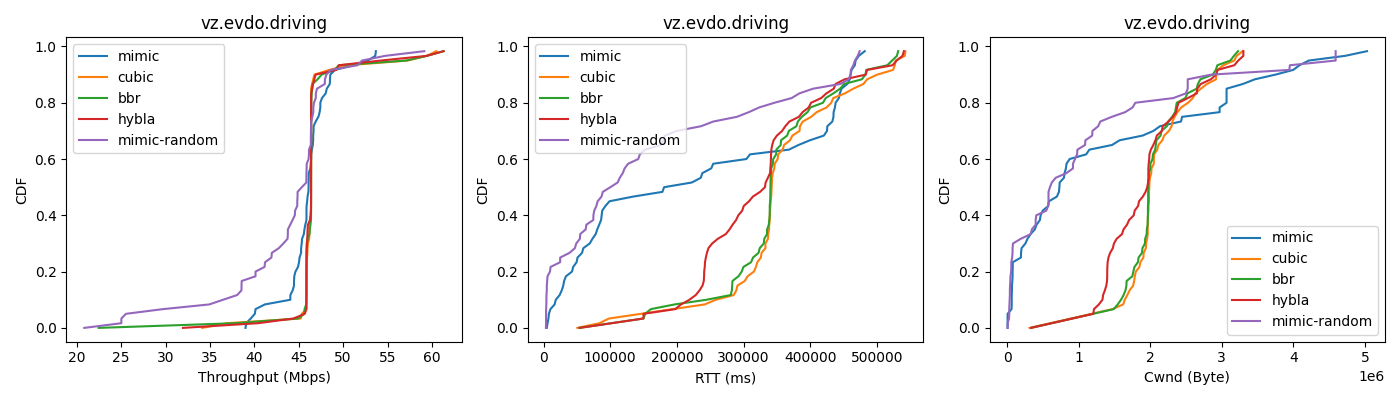 vz.evdo.driving
mimic
cubic
bbr
hybla
mimic-random
CDF
1.0
0.8
0.6
0.4
0.2
0.0
20 25 30 35 40 45 50 55 60
Throughput (Mbps)
vz.evdo.driving
mimic
cubic
bbr
hybla
mimic-random
CDF
1.0
0.8
0.6
0.4
0.2
0.0
0 100000 200000 300000 400000 500000
RTT (ms)
vz.evdo.driving
CDF
1.0
0.8
0.6
0.4
0.2
0.0
mimic
cubic
bbr
hybla
mimic-random
0 1 2 3 4 5
1e6
Cwnd (Byte)